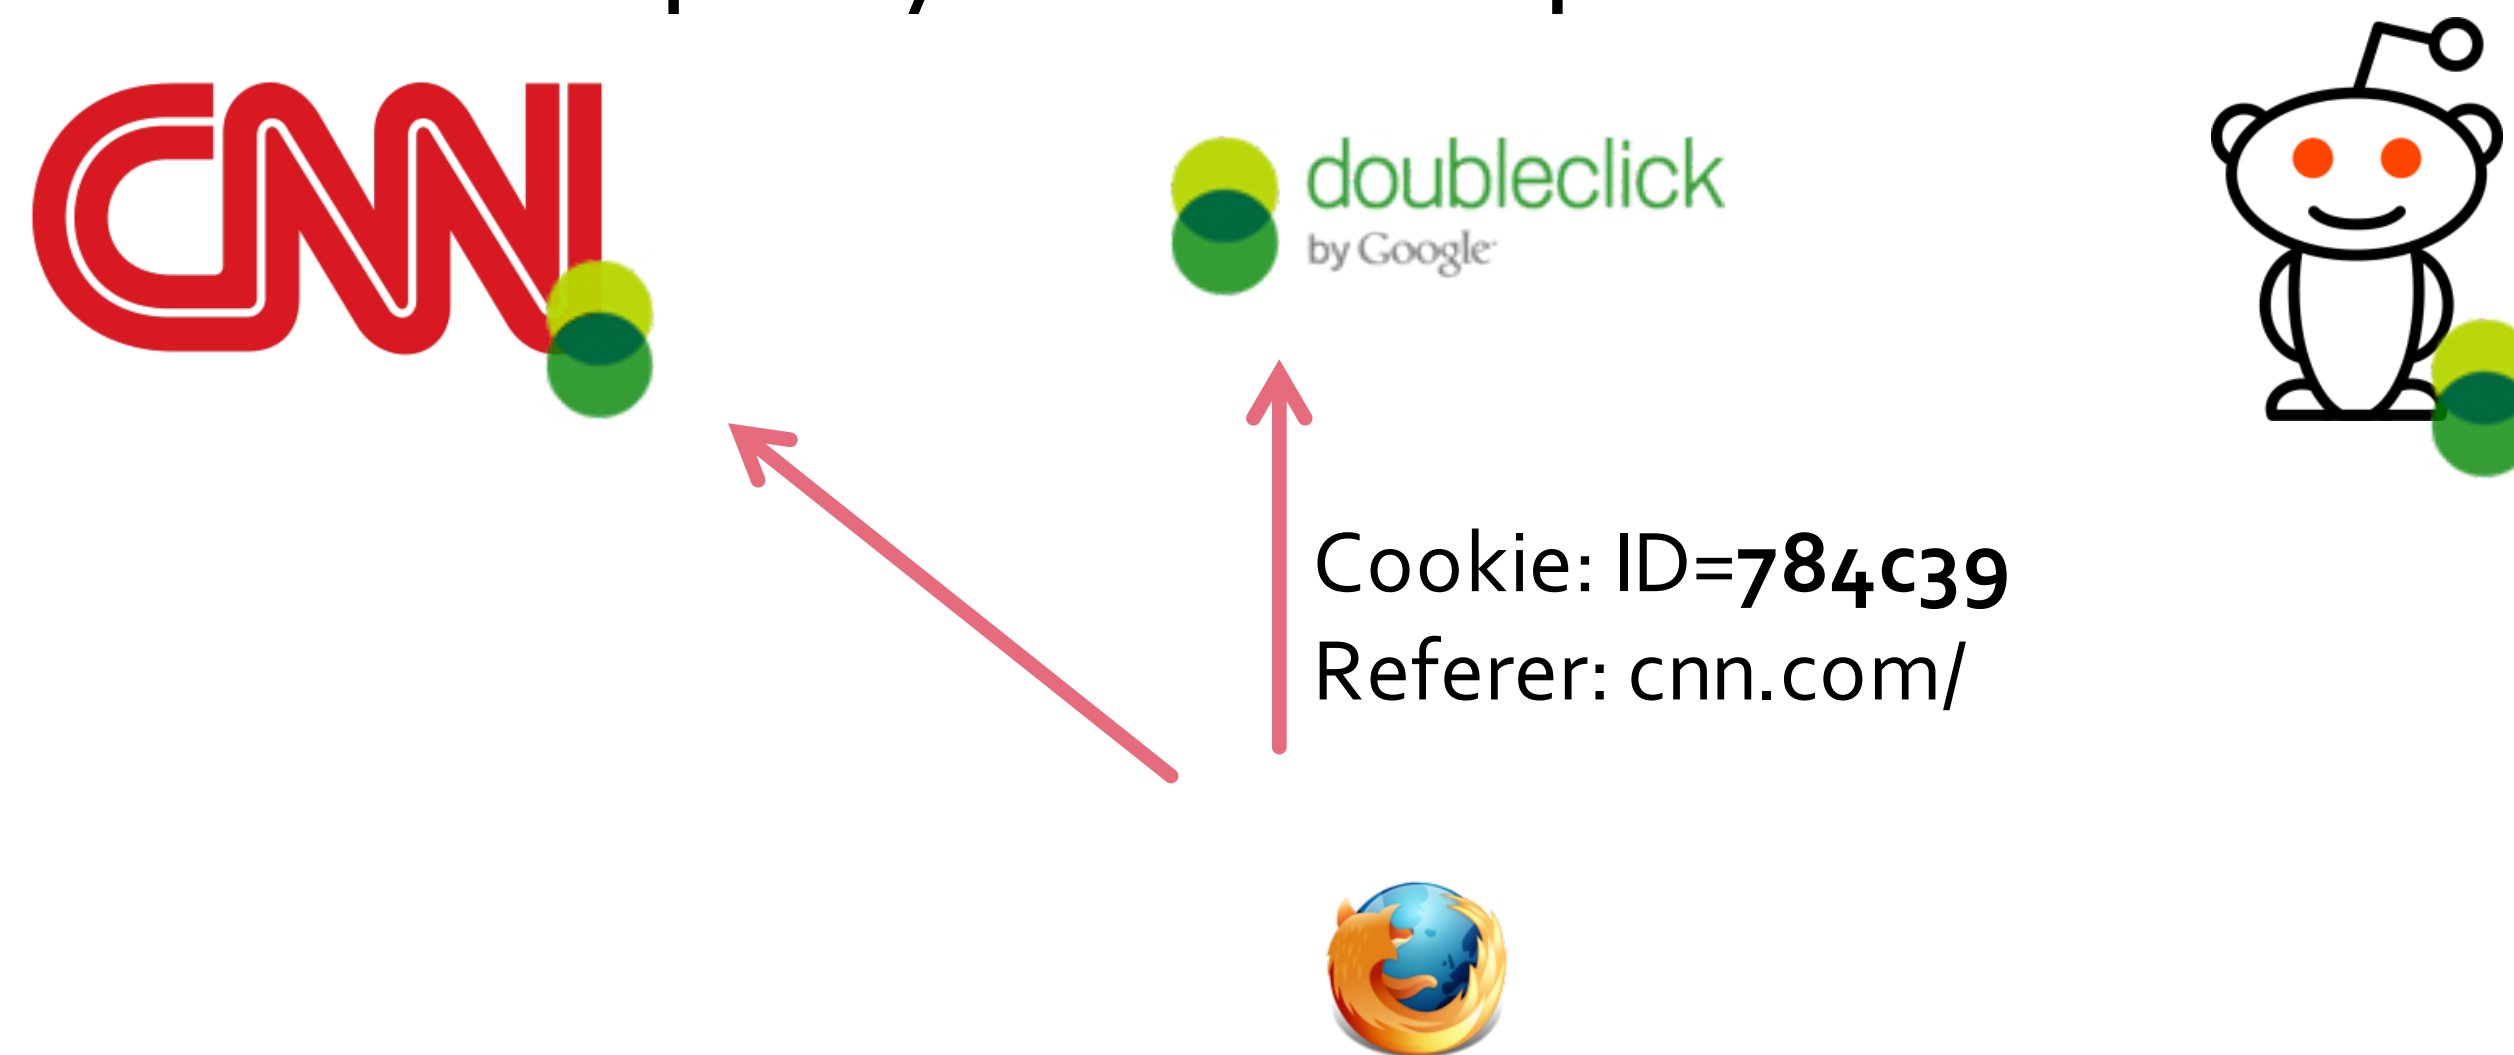 CNN
doubleclick
by Google
Cookie: ID=784c39
Referer: cnn.com/